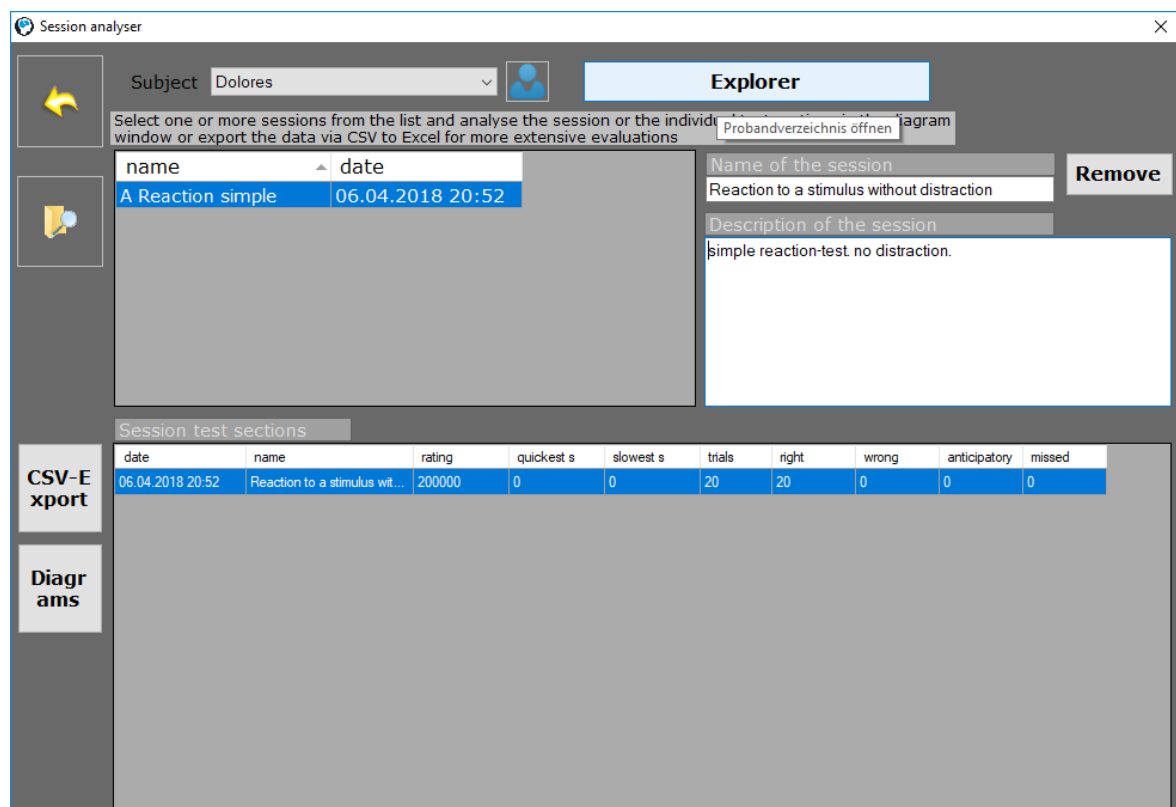 Session analyser
Subject
Dolores
Explorer
Select one or more sessions from the list and analyse the session or the indivi diagram
window or export the data via CSV to Excel for more extensive evaluations
Probandverzeichnis öffnen
name date
A Reaction simple 06.04.2018 20:52
Name of the session
Reaction to a stimulus without distraction
Remove
Description of the session
simple reaction-test. no distraction.
Session test sections
date name rating quickest s slowest s trials right wrong anticipatory missed
06.04.2018 20:52 Reaction to a stimulus wit... 200000 0 0 20 20 0 0 0
CSV-E
xport
Diagr
ams